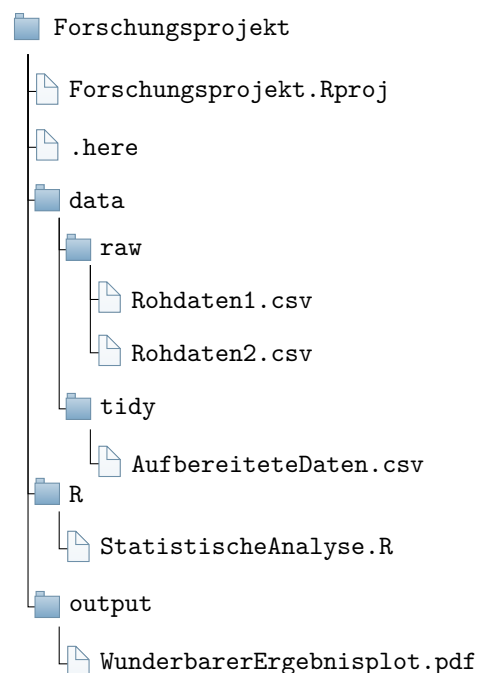 Forschungsprojekt
Forschungsprojekt.Rproj
.here
data
raw
Rohdaten1.csv
Rohdaten2.csv
tidy
AufbereiteteDaten.csv
R
StatistischeAnalyse.R
output
WunderbarerErgebnisplot.pdf